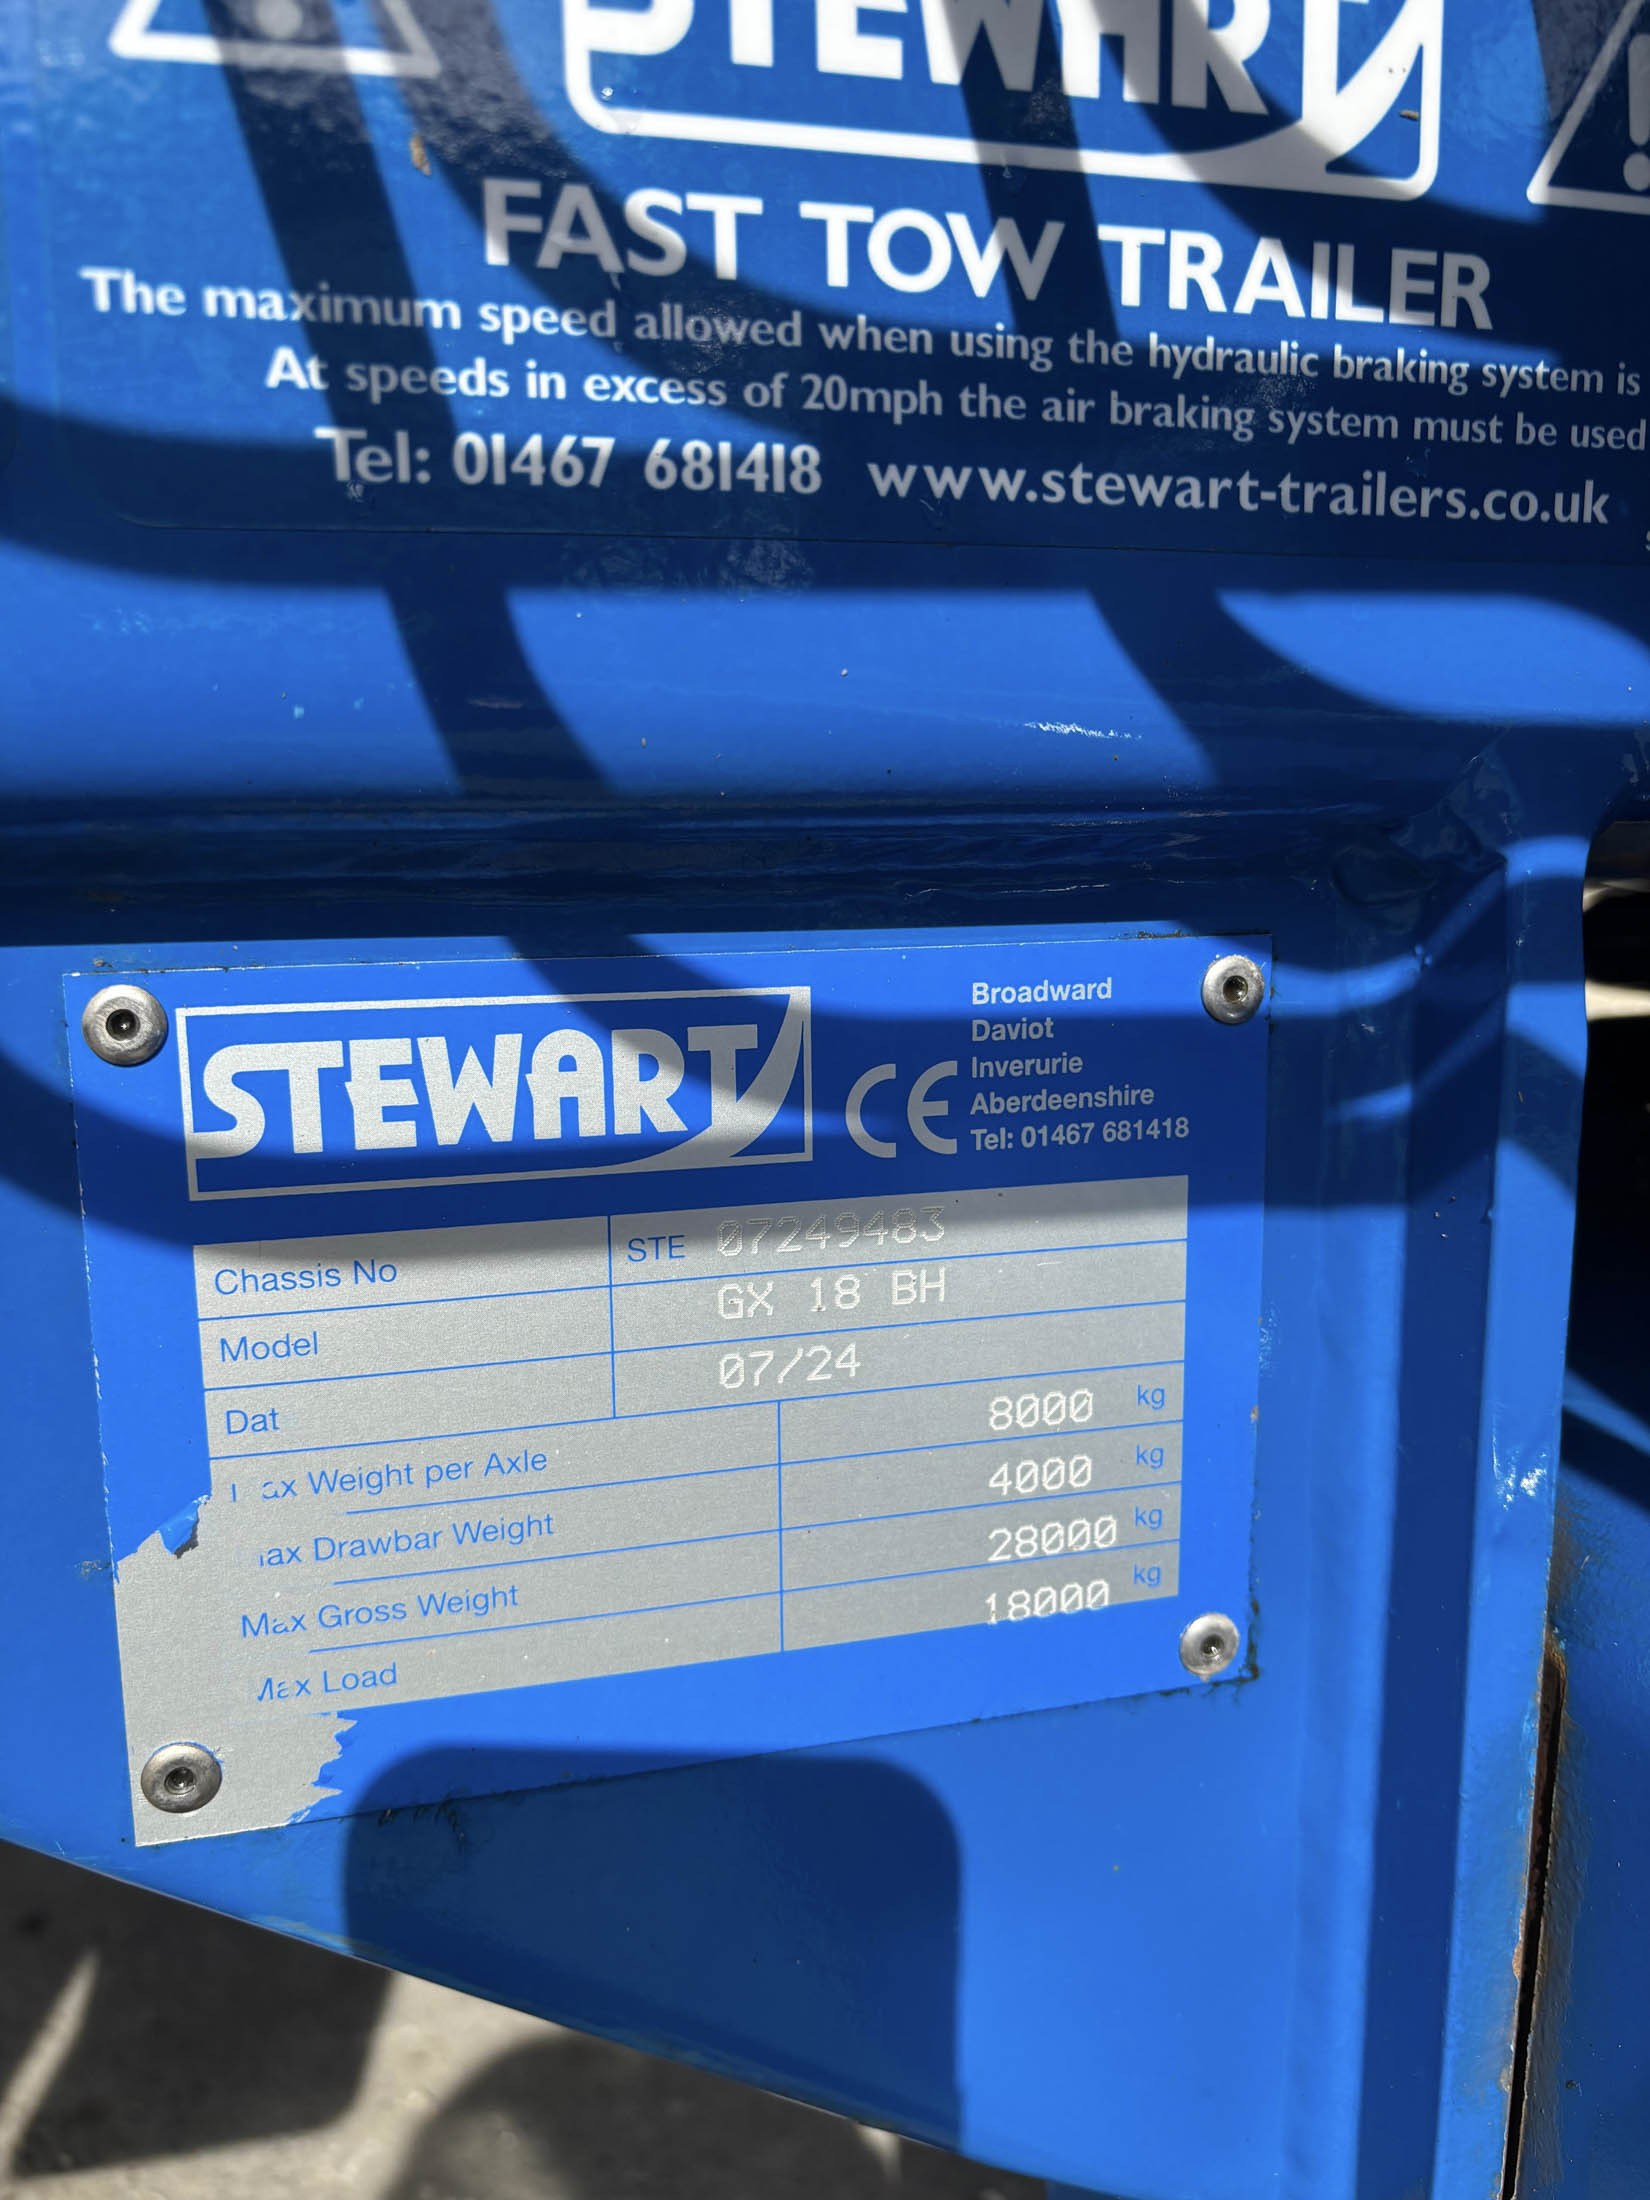 STEWART
FAST TOW TRAILER
The maximum speed allowed when using the hydraulic braking system is
At speeds in excess of 20mph the air braking system must be used
Tel: 01467 681418 www.stewart-trailers.co.uk
STEWART
CE
Broadward
Daviot
Inverurie
Aberdeenshire
Tel: 01467 681418
Chassis No STE 07249483
Model GX 18 BH
Dat 07/24
ax Weight per Axle 8000 kg
ax Drawbar Weight 4000 kg
Max Gross Weight 28000 kg
Max Load 18000 kg